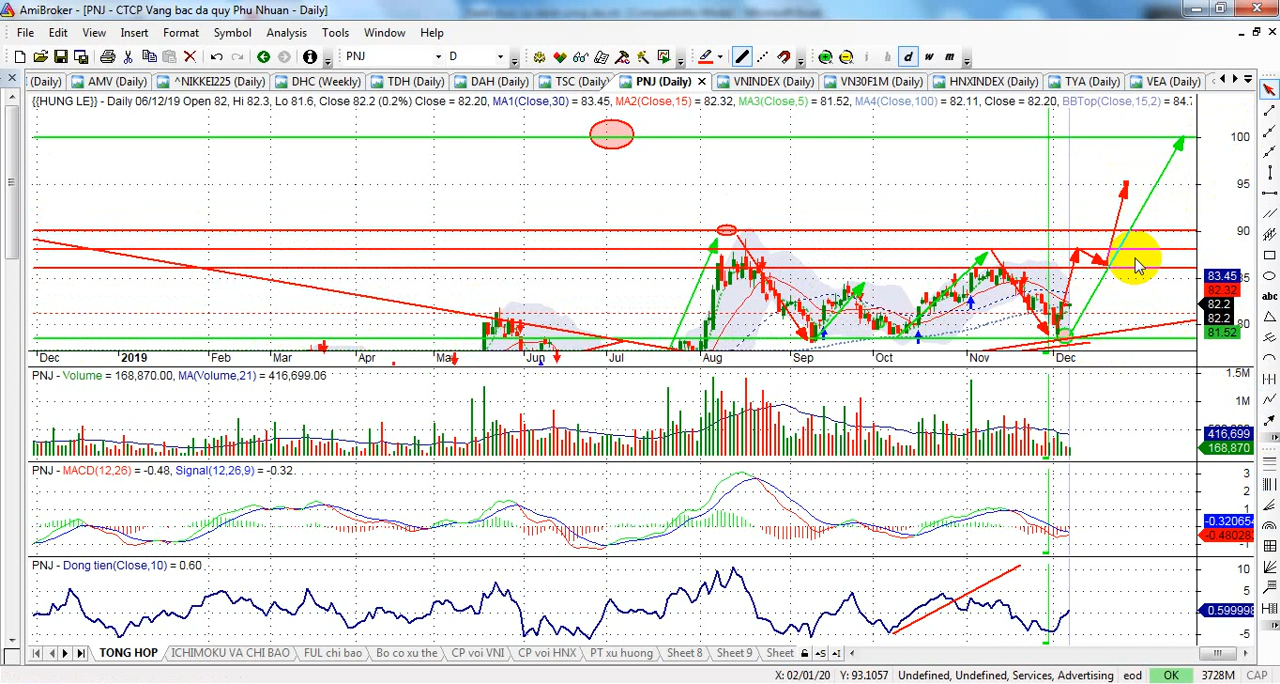 AmiBroker - [PNJ - CTCP Vang bac da quy Phu Nhuan - Daily]
File Edit View Insert Format Symbol Analysis Tools Window Help
PNJ D d w m
(Daily) AMV (Daily) ^NIKKEI225 (Daily) DHC (Weekly) TDH (Daily) DAH (Daily) TSC (Daily) PNJ (Daily) VNINDEX (Daily) VN30F1M (Daily) HNXINDEX (Daily) TYA (Daily) VEA (Daily)
{{HUNG LE}} - Daily 06/12/19 Open 82, Hi 82.3, Lo 81.6, Close 82.2 (0.2%) Close = 82.20, MA1(Close,30) = 83.45, MA2(Close,15) = 82.32, MA3(Close,5) = 81.52, MA4(Close,100) = 82.11, Close = 82.20, BBTop(Close,15,2) = 84.
100
95
90
85
83.45
82.32
82.2
82.2
80
81.52
Dec 2019 Feb Mar Apr Jun Jul Aug Sep Oct Nov Dec
PNJ - Volume = 168,870.00, MA(Volume,21) = 416,699.06
1.5M
1M
416,699
168,870
PNJ - MACD(12,26) = -0.48, Signal(12,26,9) = -0.32
3
2
1
-0.320654
-0.480283
-1
PNJ - Dong tien(Close,10) = 0.60
10
5
0.599998
-5
TONG HOP ICHIMOKU VA CHI BAO FUL chi bao Bo co xu the CP voi VNI CP voi HNX PT xu huong Sheet 8 Sheet 9 Sheet
X: 02/01/20 Y: 93.1057 Undefined, Undefined, Services, Advertising eod OK 3728M CAP
abc